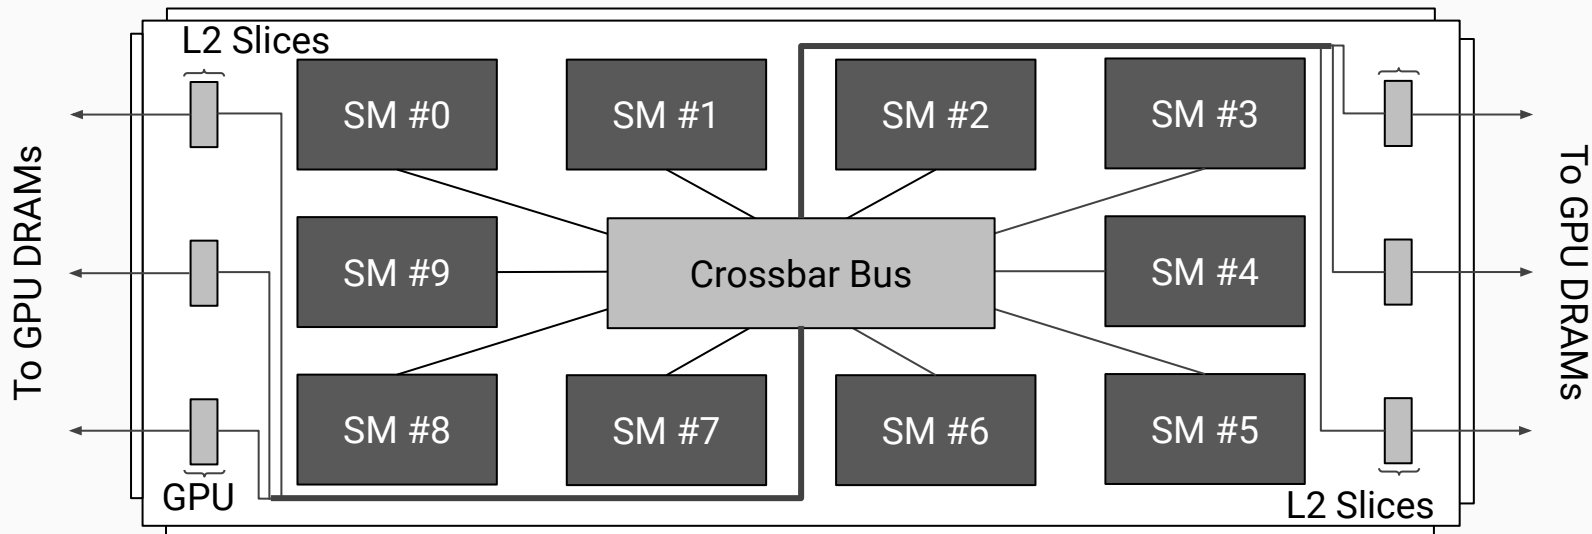 L2 Slices
SM #0
SM #1
SM #2
SM #3
To GPU DRAMs
SM #9
Crossbar Bus
SM #4
To GPU DRAMs
SM #8
SM #7
SM #6
SM #5
GPU
L2 Slices